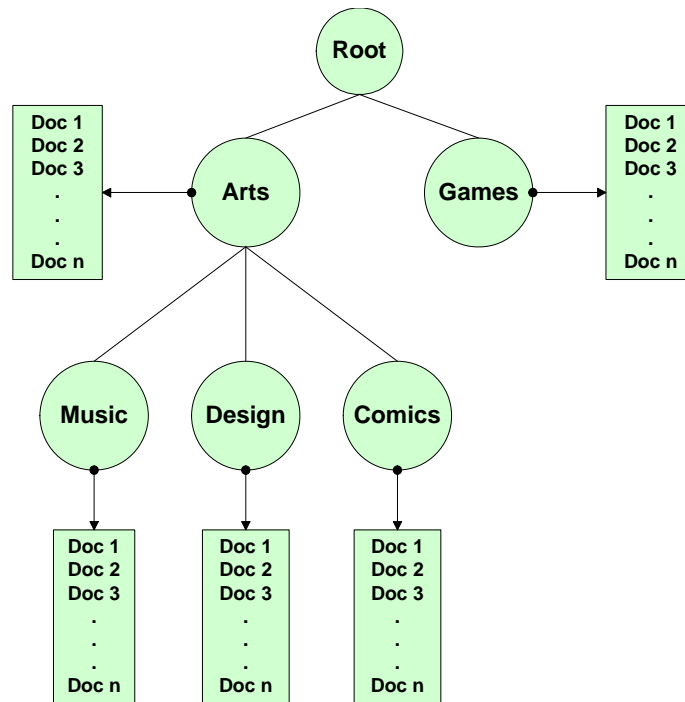 Root
Doc 1
Doc 2
Doc 3
.
.
.
Doc n
Arts
Games
Doc 1
Doc 2
Doc 3
.
.
.
Doc n
Music
Design
Comics
Doc 1
Doc 2
Doc 3
.
.
.
Doc n
Doc 1
Doc 2
Doc 3
.
.
.
Doc n
Doc 1
Doc 2
Doc 3
.
.
.
Doc n